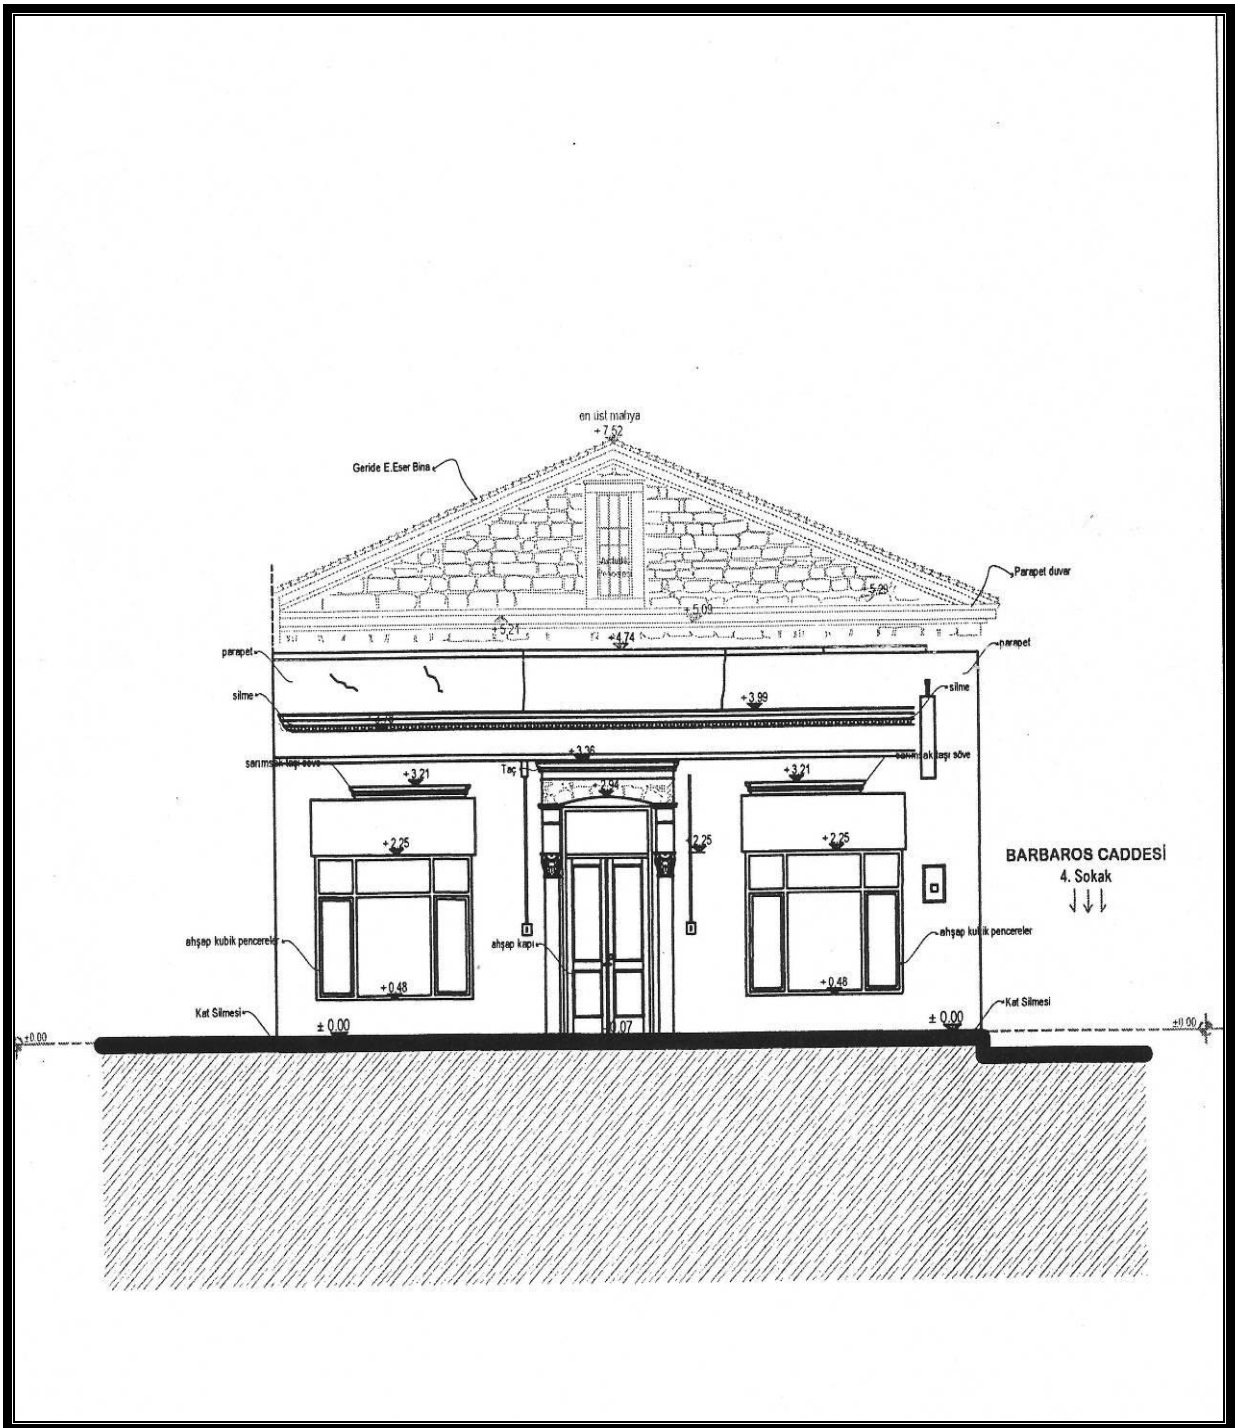 en üst mahya
+ 7.52
Geride E.Eser Bina
Parapet duvar
+ 5.29
+ 5.09
+ 5.21
+ 4.74
parapet
parapet
silme
silme
+ 3.99
+ 3.36
sarımsak taşı söve
sarımsak taşı söve
Taç
+ 3.21
+ 3.21
+ 2.94
+ 2.25
+ 2.25
+ 2.25
BARBAROS CADDESİ
4. Sokak
ahşap kubik pencereler
ahşap kapı
ahşap kubik pencereler
+ 0.48
+ 0.48
Kat Silmesi
Kat Silmesi
± 0.00
± 0.00
±0.00
±0.00